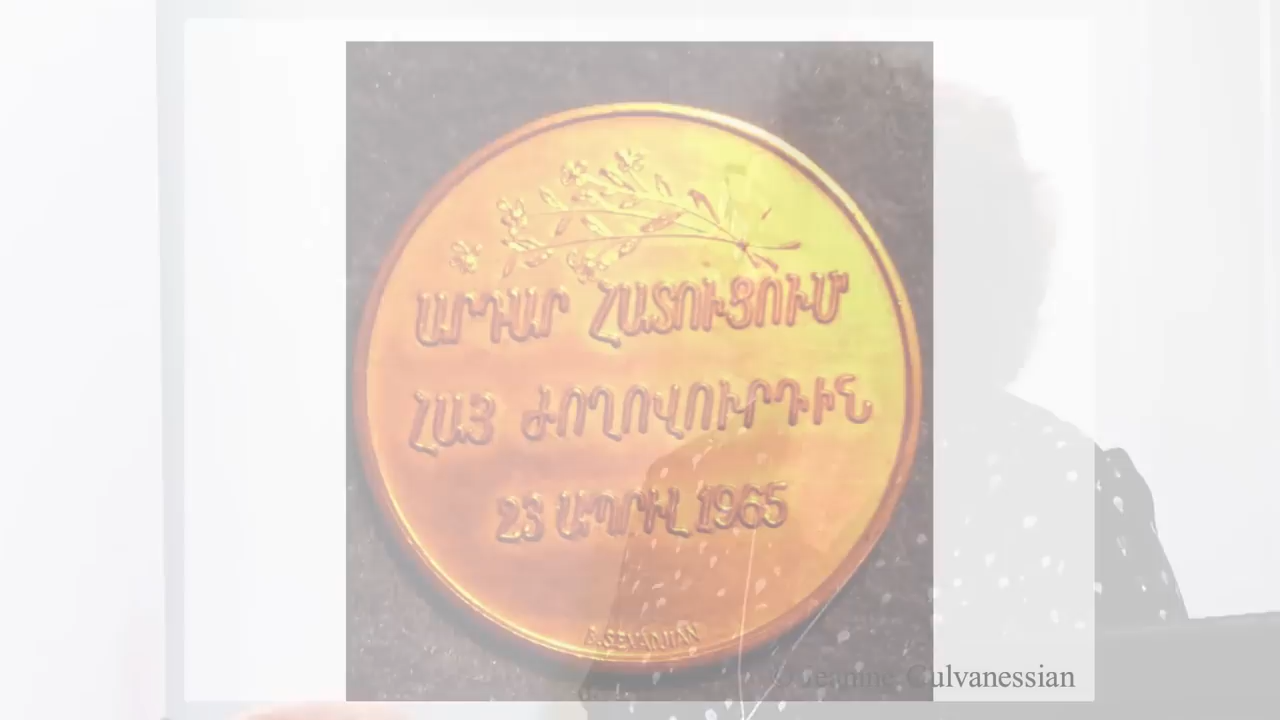 ԱՐԴԱՐ ՀԱՏՈՒՑՈՒՄ
ՀԱՅ ԺՈՂՈՎՈՒՐԴԻՆ
23 ԱՊՐԻԼ 1965
B.SEVADJIAN
Culvanessian